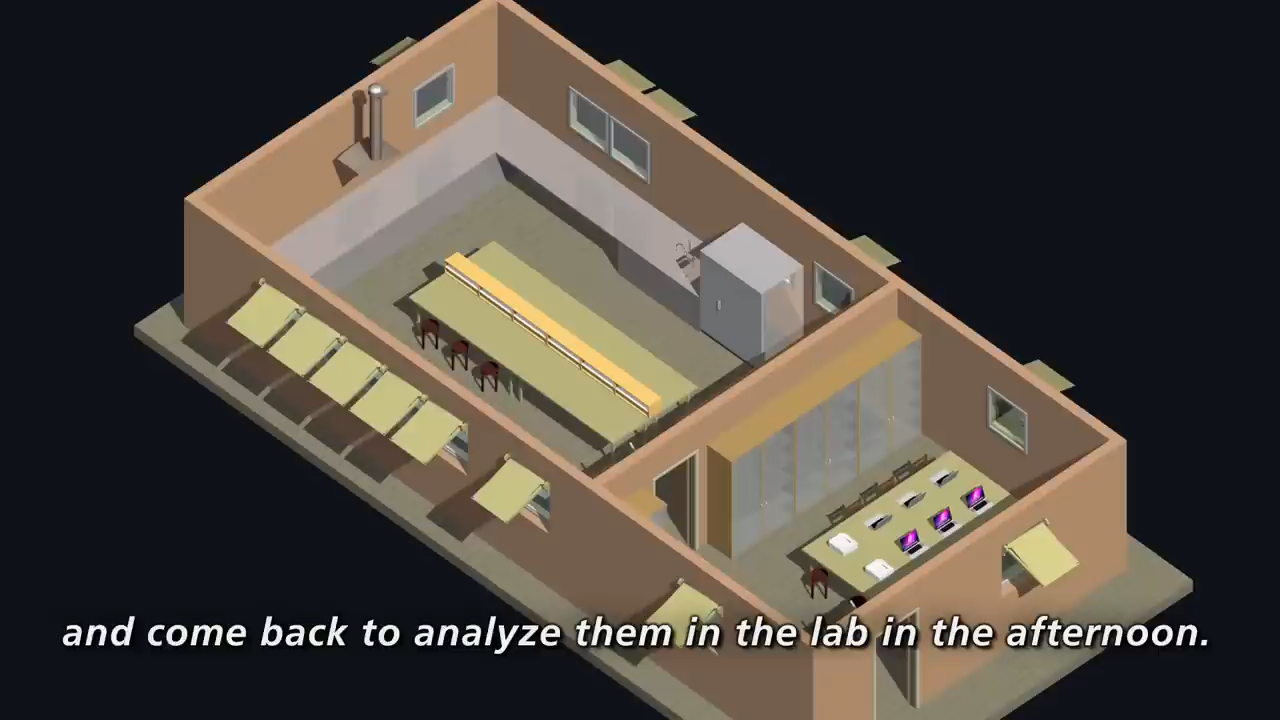 and come back to analyze them in the lab in the afternoon.